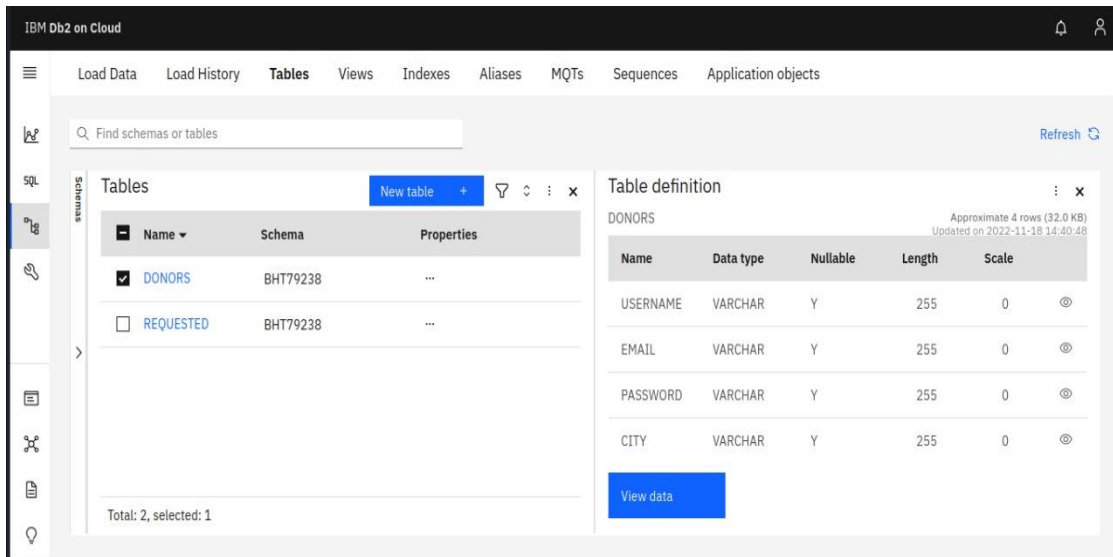 IBM Db2 on Cloud
Load Data Load History Tables Views Indexes Aliases MQTs Sequences Application objects
Find schemas or tables
Refresh
SQL
Schemas
Tables
New table +
Name Schema Properties
DONORS BHT79238 ...
REQUESTED BHT79238 ...
Total: 2, selected: 1
Table definition
DONORS
Approximate 4 rows (32.0 KB)
Updated on 2022-11-18 14:40:48
Name Data type Nullable Length Scale
USERNAME VARCHAR Y 255 0
EMAIL VARCHAR Y 255 0
PASSWORD VARCHAR Y 255 0
CITY VARCHAR Y 255 0
View data